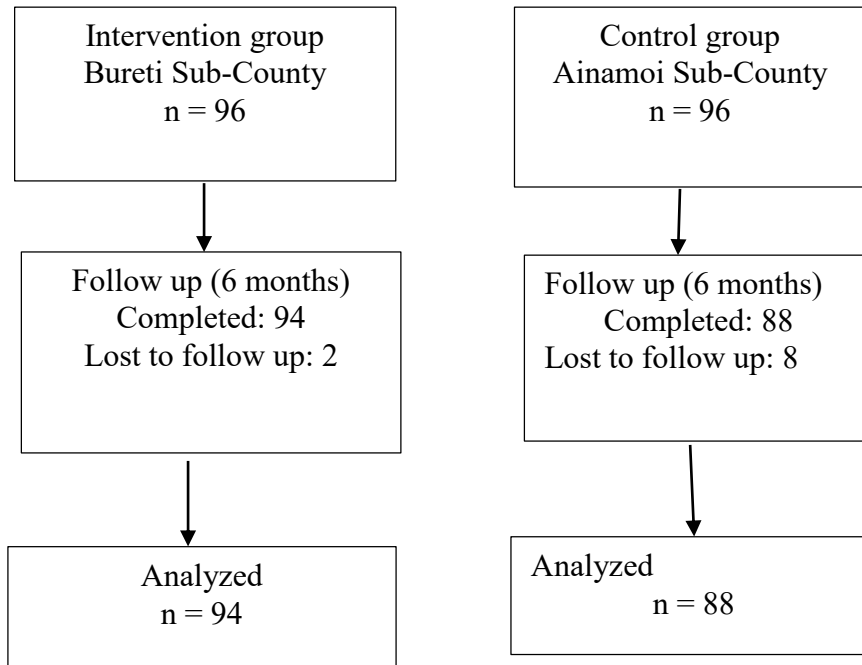 Intervention group
Bureti Sub-County
n = 96
Control group
Ainamoi Sub-County
n = 96
Follow up (6 months)
Completed: 94
Lost to follow up: 2
Follow up (6 months)
Completed: 88
Lost to follow up: 8
Analyzed
n = 94
Analyzed
n = 88